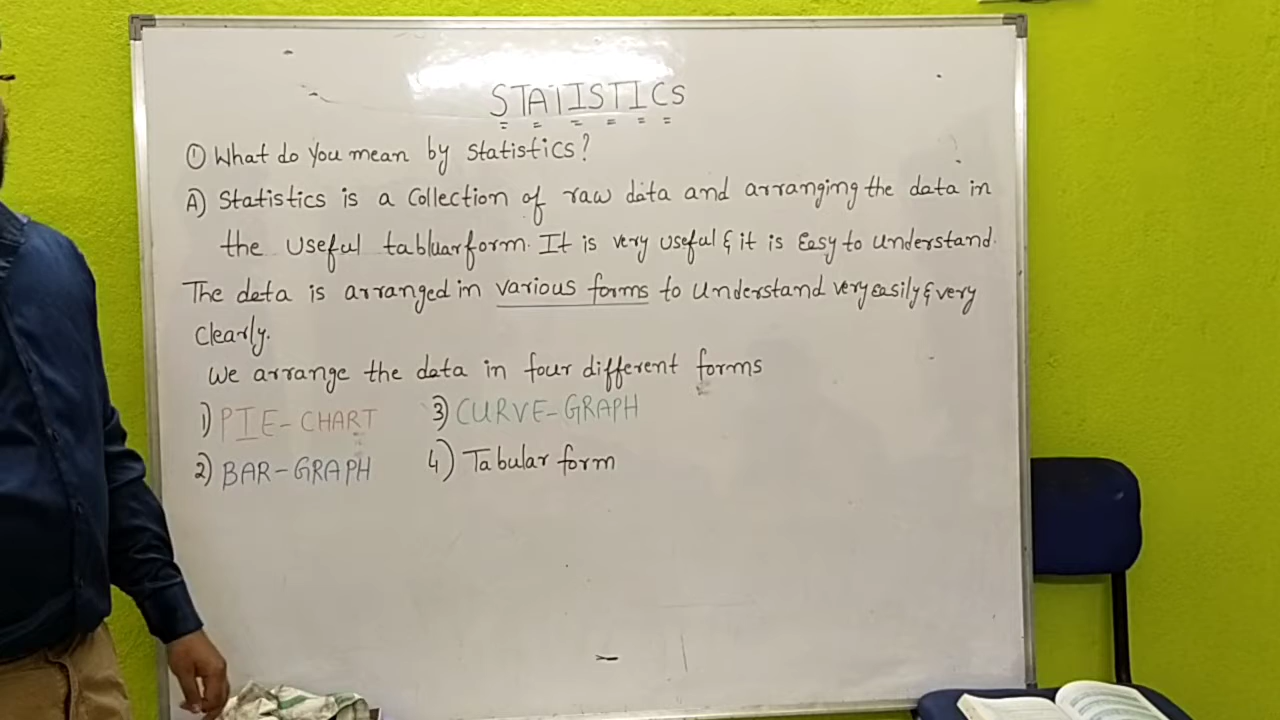 STATISTICS
① What do you mean by statistics?
A) Statistics is a collection of raw data and arranging the data in
the useful tabluar form. It is very useful & it is Easy to understand.
The data is arranged in various forms to understand very easily & very
clearly.
We arrange the data in four different forms
1) PIE-CHART 3) CURVE-GRAPH
2) BAR-GRAPH 4) Tabular form